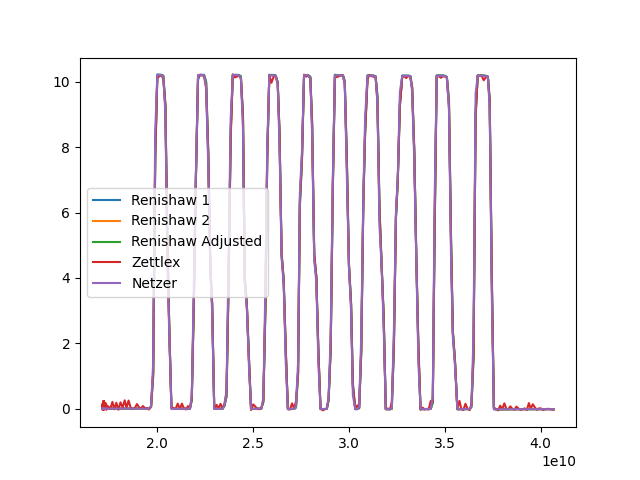 10
8
6
4
2
0
Renishaw 1
Renishaw 2
Renishaw Adjusted
Zettlex
Netzer
2.0 2.5 3.0 3.5 4.0
1e10